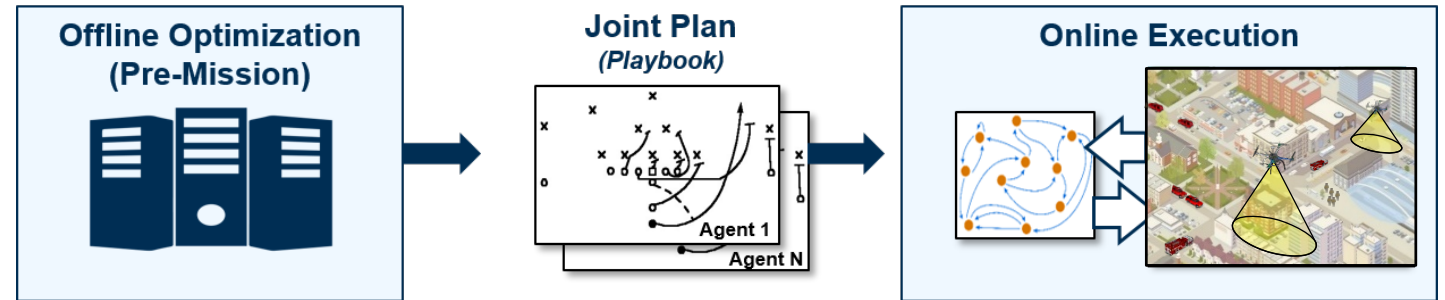 Offline Optimization
(Pre-Mission)
Joint Plan
(Playbook)
Agent 1
Agent N
Online Execution